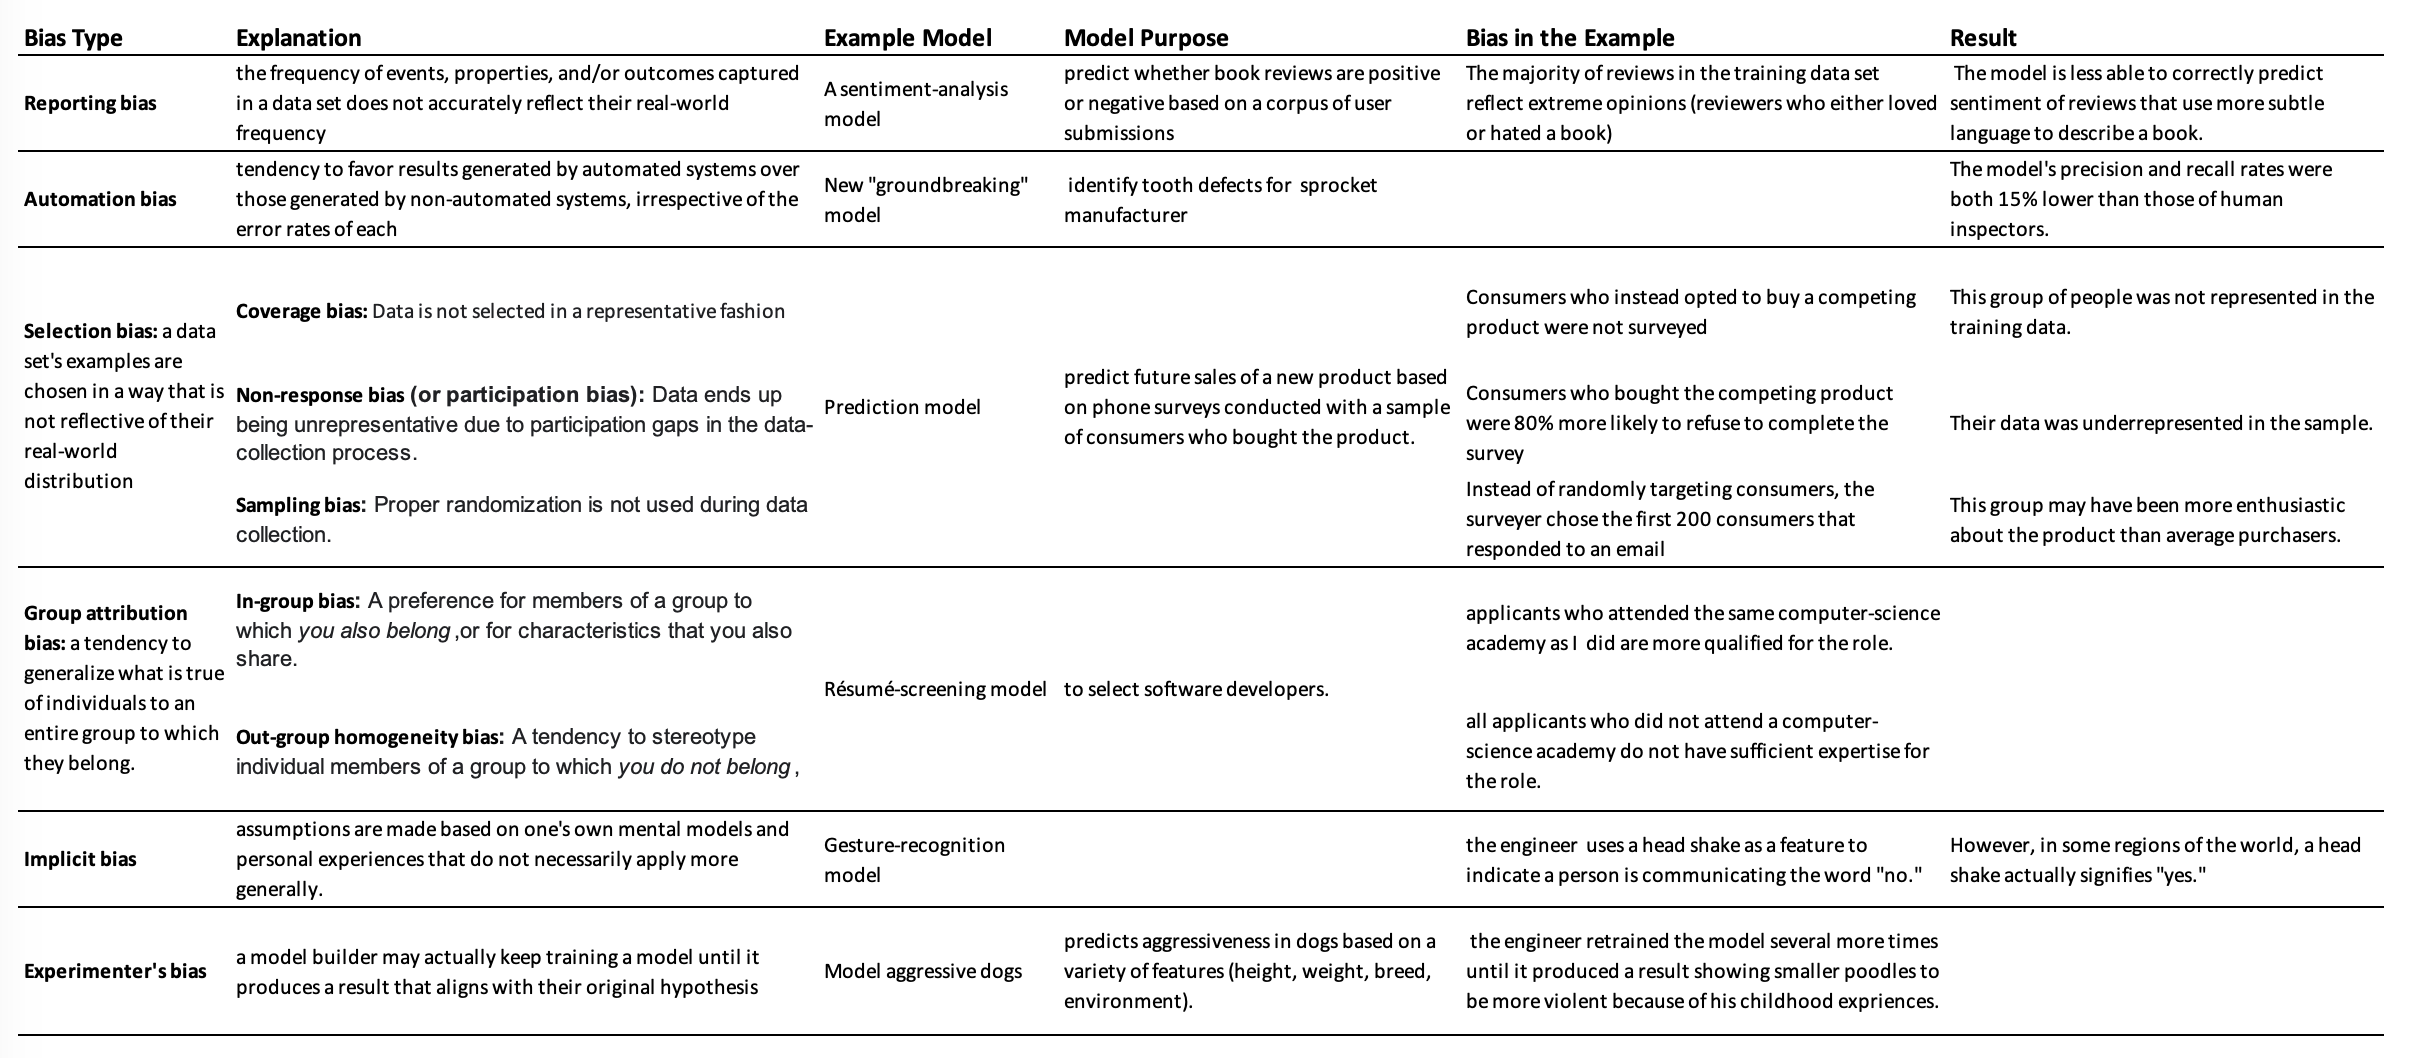 Bias Type
Explanation
Example Model
Model Purpose
Bias in the Example
Result
Reporting bias
the frequency of events, properties, and/or outcomes captured
in a data set does not accurately reflect their real-world
frequency
A sentiment-analysis
model
predict whether book reviews are positive
or negative based on a corpus of user
submissions
The majority of reviews in the training data set
reflect extreme opinions (reviewers who either loved
or hated a book)
The model is less able to correctly predict
sentiment of reviews that use more subtle
language to describe a book.
Automation bias
tendency to favor results generated by automated systems over
those generated by non-automated systems, irrespective of the
error rates of each
New "groundbreaking"
model
identify tooth defects for sprocket
manufacturer
The model's precision and recall rates were
both 15% lower than those of human
inspectors.
Selection bias: a data
set's examples are
chosen in a way that is
not reflective of their
real-world
distribution
Coverage bias: Data is not selected in a representative fashion
Non-response bias (or participation bias): Data ends up
being unrepresentative due to participation gaps in the data-
collection process.
Sampling bias: Proper randomization is not used during data
collection.
Prediction model
predict future sales of a new product based
on phone surveys conducted with a sample
of consumers who bought the product.
Consumers who instead opted to buy a competing
product were not surveyed
This group of people was not represented in the
training data.
Consumers who bought the competing product
were 80% more likely to refuse to complete the
survey
Their data was underrepresented in the sample.
Instead of randomly targeting consumers, the
surveyer chose the first 200 consumers that
responded to an email
This group may have been more enthusiastic
about the product than average purchasers.
Group attribution
bias: a tendency to
generalize what is true
of individuals to an
entire group to which
they belong.
In-group bias: A preference for members of a group to
which you also belong ,or for characteristics that you also
share.
Out-group homogeneity bias: A tendency to stereotype
individual members of a group to which you do not belong ,
Résumé-screening model
to select software developers.
applicants who attended the same computer-science
academy as I did are more qualified for the role.
all applicants who did not attend a computer-
science academy do not have sufficient expertise for
the role.
Implicit bias
assumptions are made based on one's own mental models and
personal experiences that do not necessarily apply more
generally.
Gesture-recognition
model
the engineer uses a head shake as a feature to
indicate a person is communicating the word "no."
However, in some regions of the world, a head
shake actually signifies "yes."
Experimenter's bias
a model builder may actually keep training a model until it
produces a result that aligns with their original hypothesis
Model aggressive dogs
predicts aggressiveness in dogs based on a
variety of features (height, weight, breed,
environment).
the engineer retrained the model several more times
until it produced a result showing smaller poodles to
be more violent because of his childhood expriences.